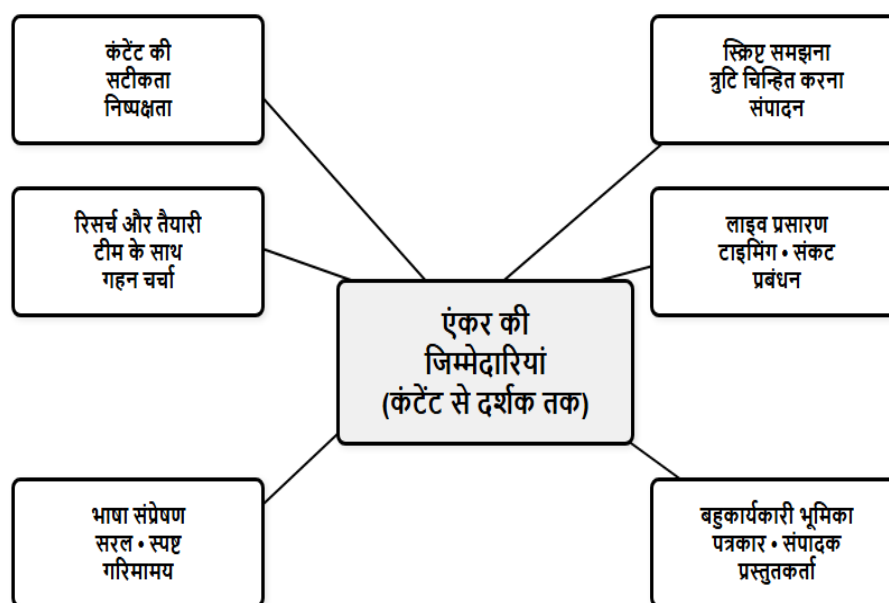 कंटेंट की
सटीकता
निष्पक्षता
स्क्रिप्ट समझना
त्रुटि चिन्हित करना
संपादन
रिसर्च और तैयारी
टीम के साथ
गहन चर्चा
लाइव प्रसारण
टाइमिंग • संकट
प्रबंधन
एंकर की
जिम्मेदारियां
(कंटेंट से दर्शक तक)
भाषा संप्रेषण
सरल • स्पष्ट
गरिमामय
बहुकार्यकारी भूमिका
पत्रकार • संपादक
प्रस्तुतकर्ता